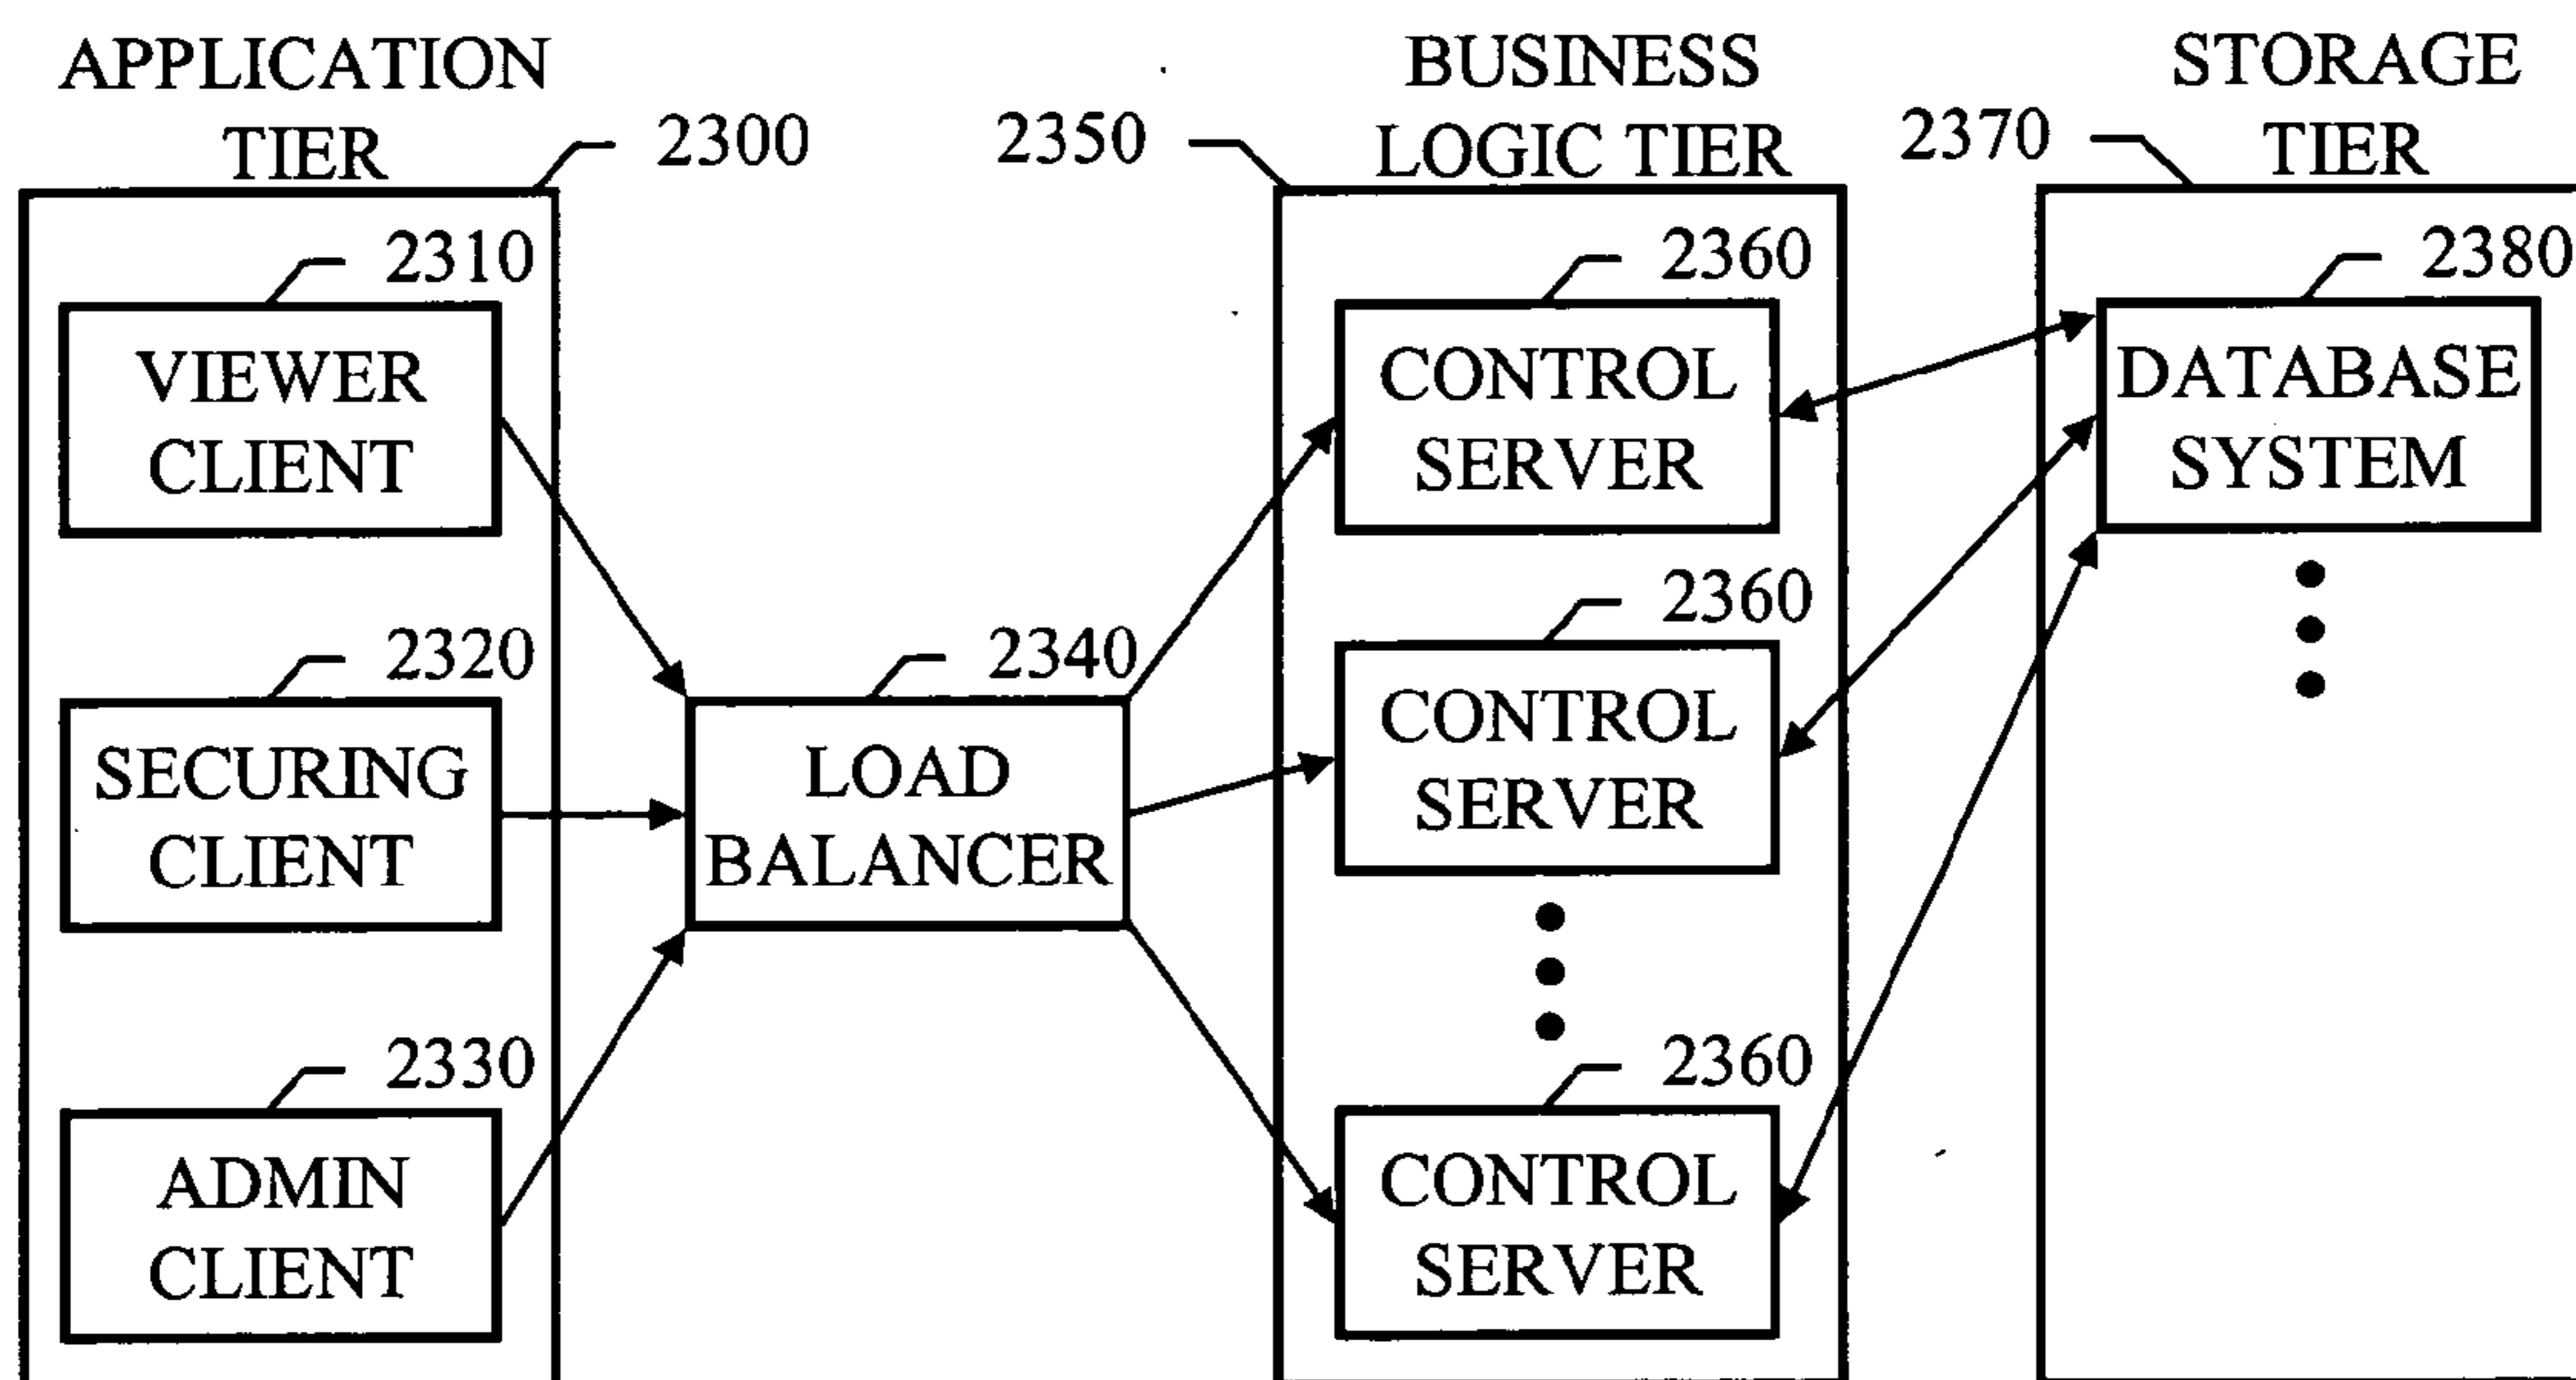 APPLICATION
TIER
2300
2310
VIEWER
CLIENT
2320
SECURING
CLIENT
2330
ADMIN
CLIENT
2340
LOAD
BALANCER
BUSINESS
LOGIC TIER
2350
2360
CONTROL
SERVER
2360
CONTROL
SERVER
2360
CONTROL
SERVER
STORAGE
TIER
2370
2380
DATABASE
SYSTEM